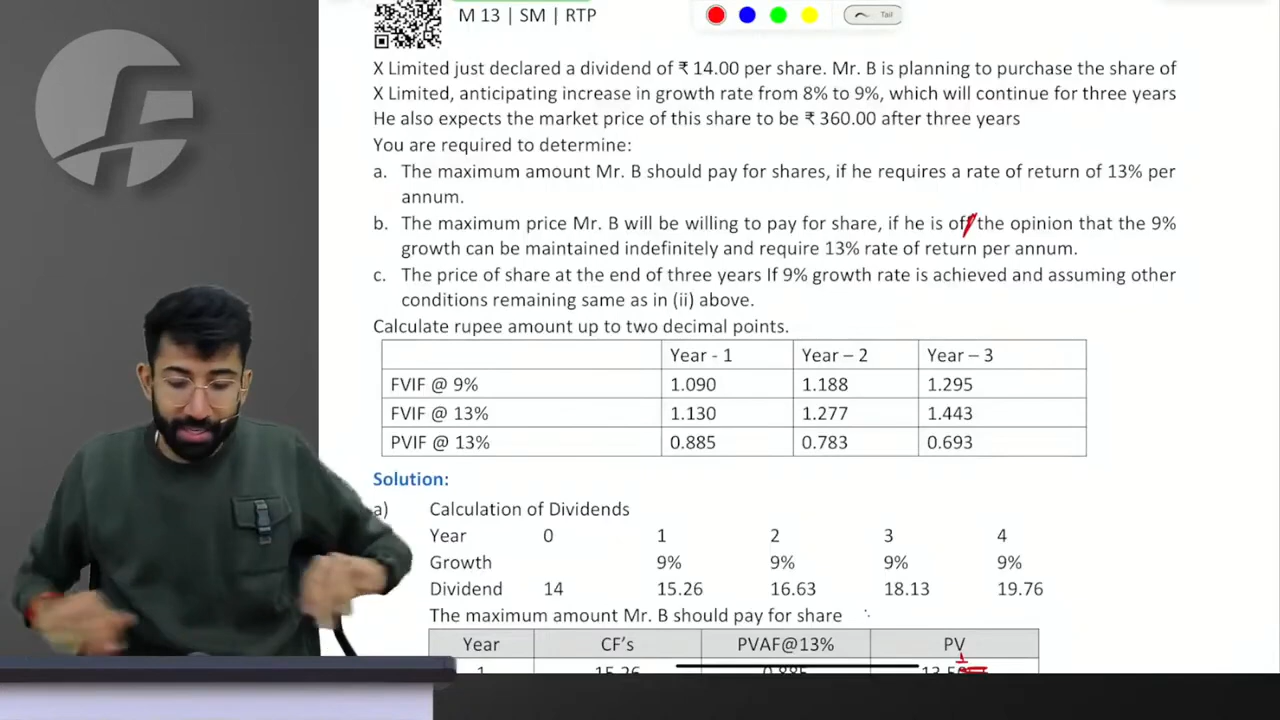 M 13 | SM | RTP
Tail
X Limited just declared a dividend of ₹ 14.00 per share. Mr. B is planning to purchase the share of
X Limited, anticipating increase in growth rate from 8% to 9%, which will continue for three years
He also expects the market price of this share to be ₹ 360.00 after three years
You are required to determine:
a. The maximum amount Mr. B should pay for shares, if he requires a rate of return of 13% per
annum.
b. The maximum price Mr. B will be willing to pay for share, if he is off the opinion that the 9%
growth can be maintained indefinitely and require 13% rate of return per annum.
c. The price of share at the end of three years If 9% growth rate is achieved and assuming other
conditions remaining same as in (ii) above.
Calculate rupee amount up to two decimal points.
Year - 1 Year – 2 Year – 3
FVIF @ 9% 1.090 1.188 1.295
FVIF @ 13% 1.130 1.277 1.443
PVIF @ 13% 0.885 0.783 0.693
Solution:
a) Calculation of Dividends
Year 0 1 2 3 4
Growth 9% 9% 9% 9%
Dividend 14 15.26 16.63 18.13 19.76
The maximum amount Mr. B should pay for share
Year CF's PVAF@13% PV
1 15.26 0.885